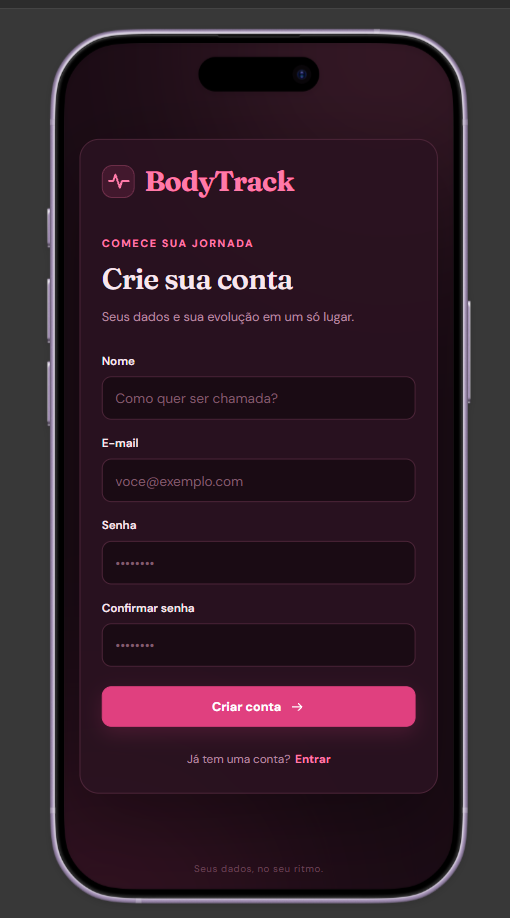 BodyTrack
COMECE SUA JORNADA
Crie sua conta
Seus dados e sua evolução em um só lugar.
Nome
Como quer ser chamada?
E-mail
voce@exemplo.com
Senha
••••••••
Confirmar senha
••••••••
Criar conta →
Já tem uma conta? Entrar
Seus dados, no seu ritmo.